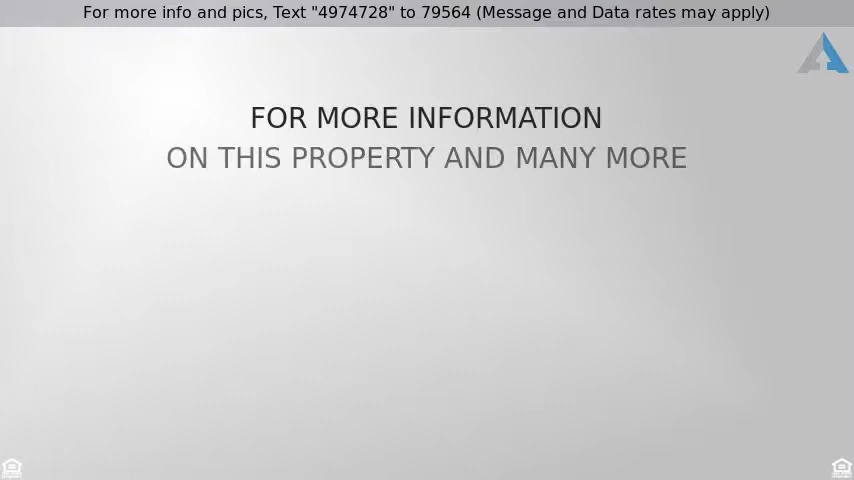 For more info and pics, Text "4974728" to 79564 (Message and Data rates may apply)
FOR MORE INFORMATION
ON THIS PROPERTY AND MANY MORE